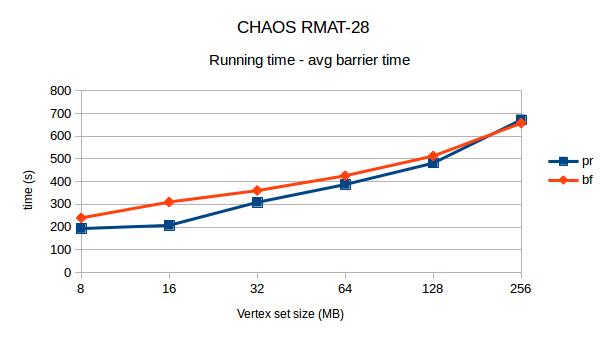 CHAOS RMAT-28
Running time - avg barrier time
800
700
600
500
400
300
200
100
0
time (s)
8 16 32 64 128 256
Vertex set size (MB)
pr
bf